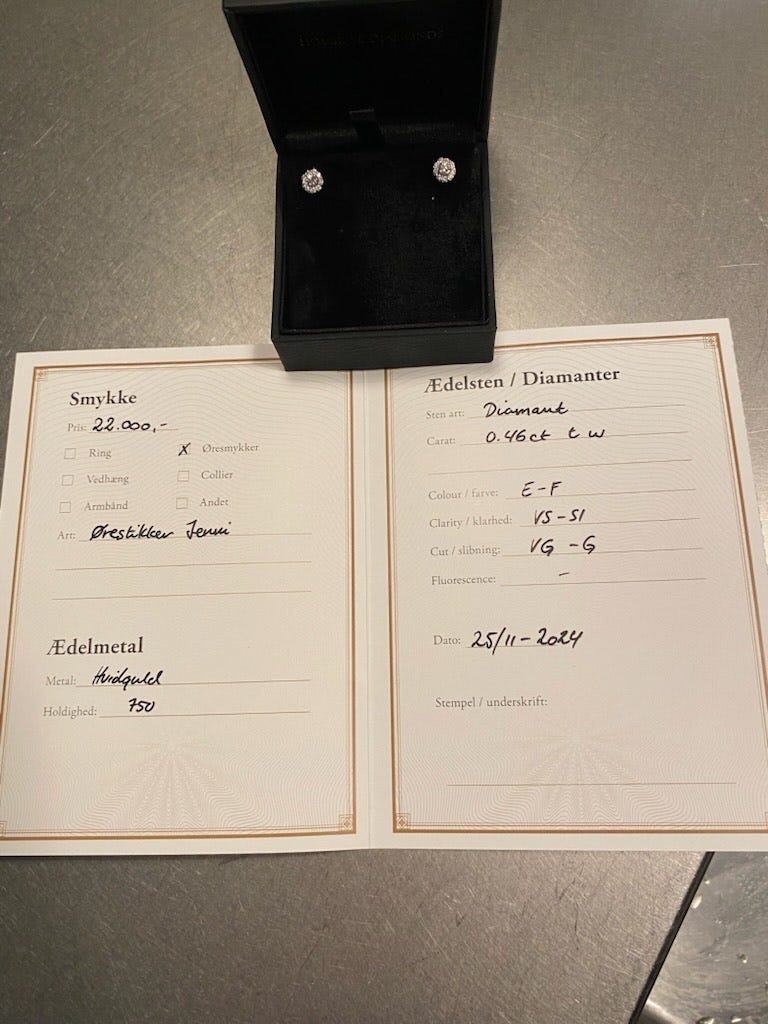 DIAMONDS
Smykke
Pris: 22.000,-
Ring
X Øresmykker
Vedhæng
Collier
Armbånd
Andet
Art: Ørestikker Jenni
Ædelmetal
Metal: Hvidguld
Holdighed: 750
Ædelsten / Diamanter
Sten art: Diamant
Carat: 0.46ct t w
Colour / farve: E-F
Clarity / klarhed: VS-SI
Cut / slibning: VG -G
Fluorescence: -
Dato: 25/11-2024
Stempel / underskrift: